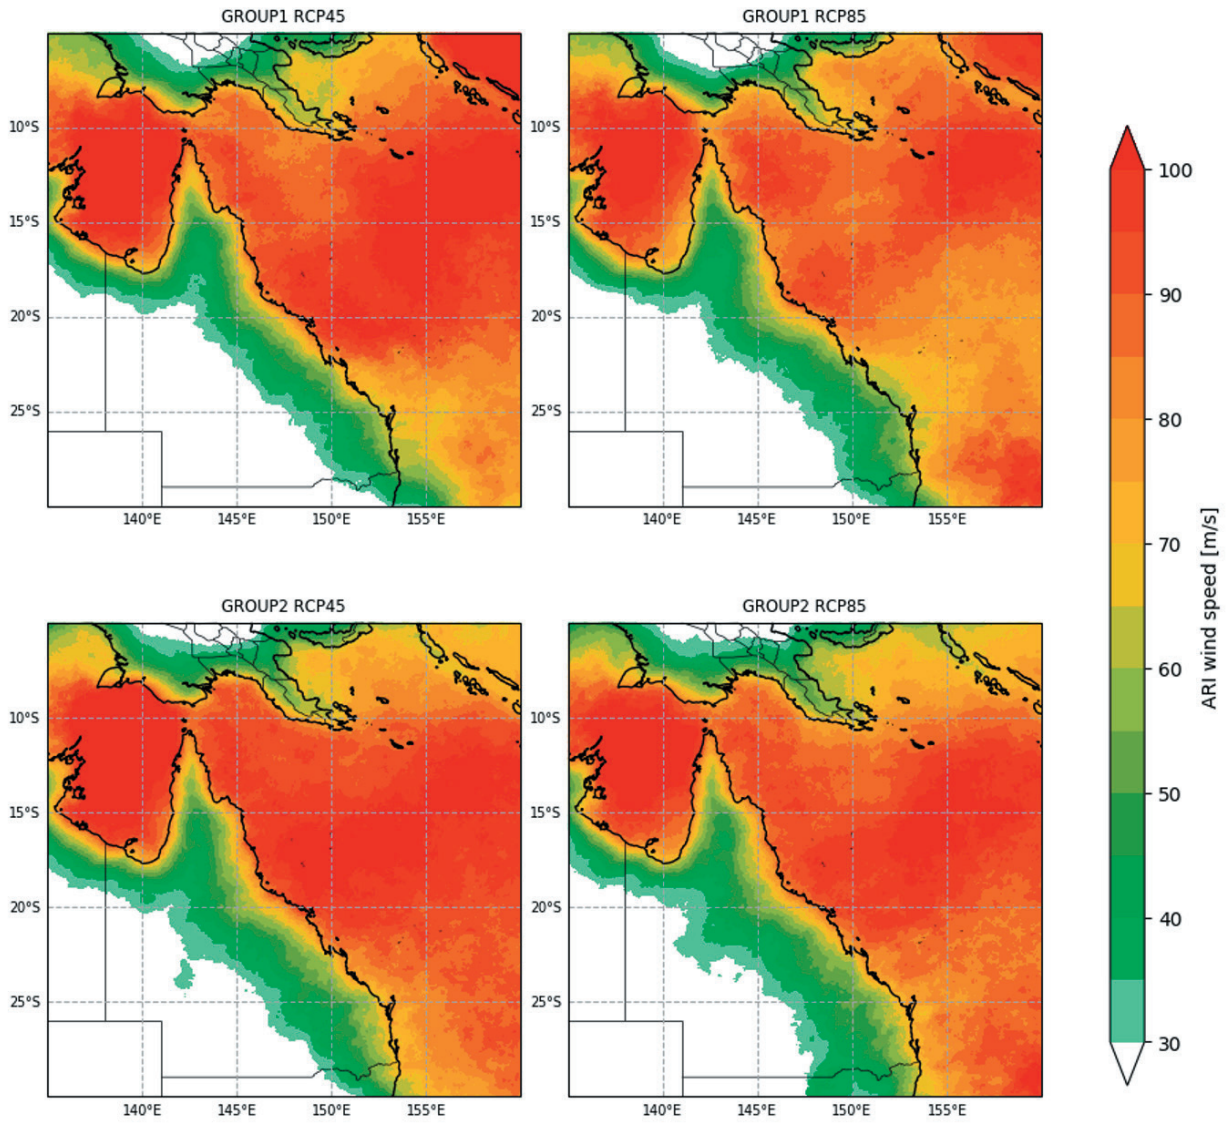 GROUP1 RCP45
GROUP1 RCP85
10°S
15°S
20°S
25°S
140°E 145°E 150°E 155°E
10°S
15°S
20°S
25°S
140°E 145°E 150°E 155°E
GROUP2 RCP45
GROUP2 RCP85
10°S
15°S
20°S
25°S
140°E 145°E 150°E 155°E
10°S
15°S
20°S
25°S
140°E 145°E 150°E 155°E
100
90
80
70
60
50
40
30
ARI wind speed [m/s]